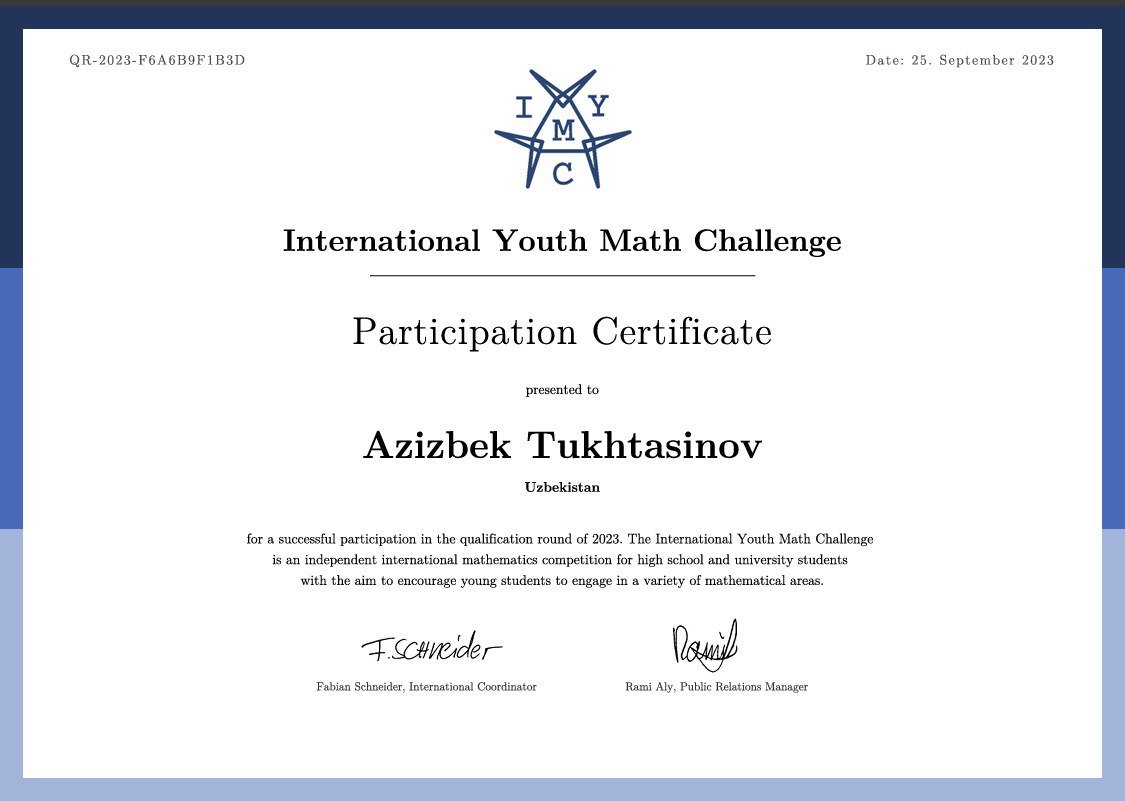 QR-2023-F6A6B9F1B3D
Date: 25. September 2023
I Y
M
C
International Youth Math Challenge
Participation Certificate
presented to
Azizbek Tukhtasinov
Uzbekistan
for a successful participation in the qualification round of 2023. The International Youth Math Challenge
is an independent international mathematics competition for high school and university students
with the aim to encourage young students to engage in a variety of mathematical areas.
F. SCHNEider
Ramij
Fabian Schneider, International Coordinator
Rami Aly, Public Relations Manager